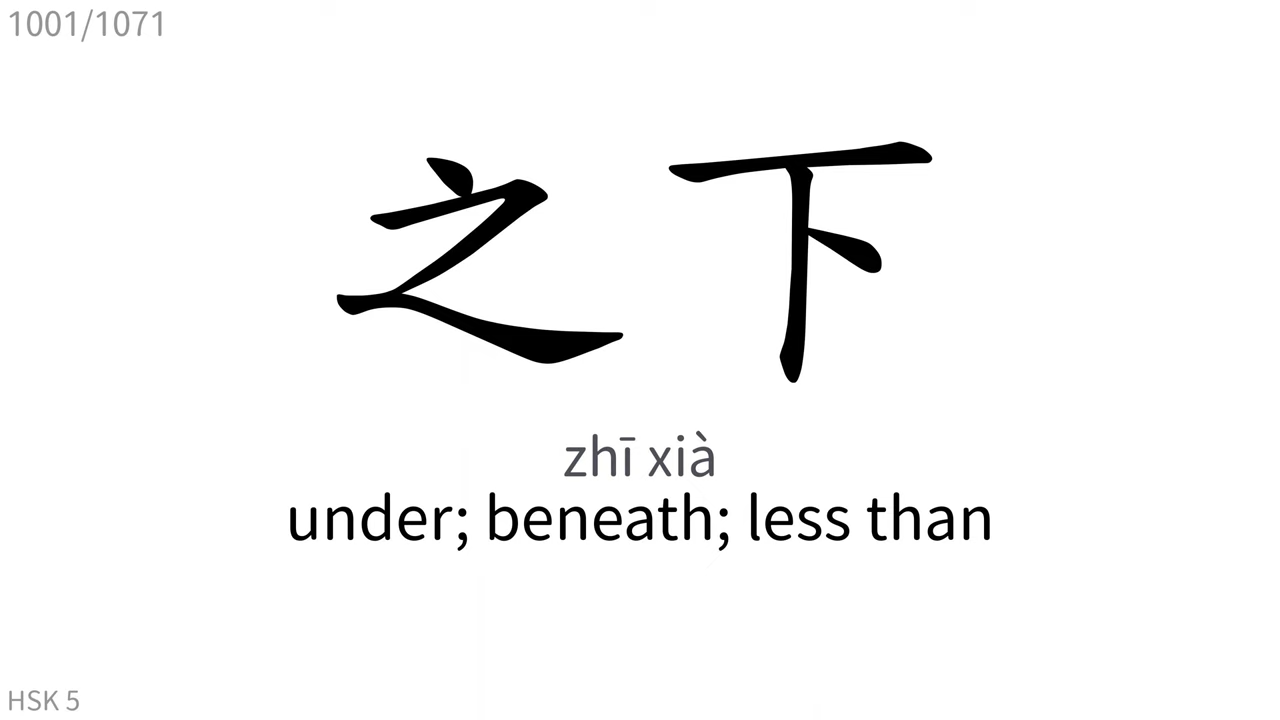 1001/1071
之下
zhī xià
under; beneath; less than
HSK 5